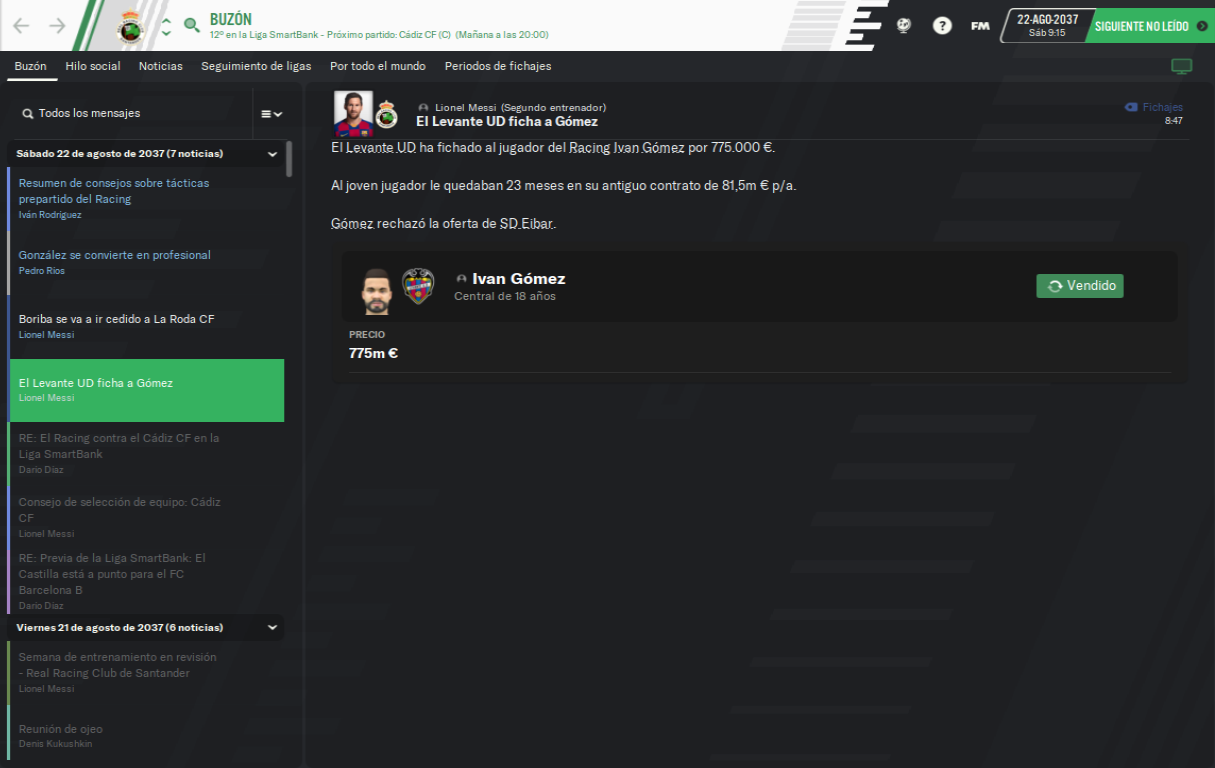 BUZÓN
12º en la Liga SmartBank - Próximo partido: Cádiz CF (C) (Mañana a las 20:00)
?
FM
22-AGO-2037
Sáb 9:15
SIGUIENTE NO LEÍDO
Buzón
Hilo social
Noticias
Seguimiento de ligas
Por todo el mundo
Periodos de fichajes
Todos los mensajes
Sábado 22 de agosto de 2037 (7 noticias)
Resumen de consejos sobre tácticas
prepartido del Racing
Iván Rodríguez
González se convierte en profesional
Pedro Ríos
Boriba se va a ir cedido a La Roda CF
Lionel Messi
El Levante UD ficha a Gómez
Lionel Messi
RE: El Racing contra el Cádiz CF en la
Liga SmartBank
Darío Díaz
Consejo de selección de equipo: Cádiz
CF
Lionel Messi
RE: Previa de la Liga SmartBank: El
Castilla está a punto para el FC
Barcelona B
Darío Díaz
Viernes 21 de agosto de 2037 (6 noticias)
Semana de entrenamiento en revisión
- Real Racing Club de Santander
Lionel Messi
Reunión de ojeo
Denis Kukushkin
Lionel Messi (Segundo entrenador)
El Levante UD ficha a Gómez
Fichajes
8:47
El Levante UD ha fichado al jugador del Racing Ivan Gómez por 775.000 €.
Al joven jugador le quedaban 23 meses en su antiguo contrato de 81,5m € p/a.
Gómez rechazó la oferta de SD Eibar.
Ivan Gómez
Central de 18 años
Vendido
PRECIO
775m €